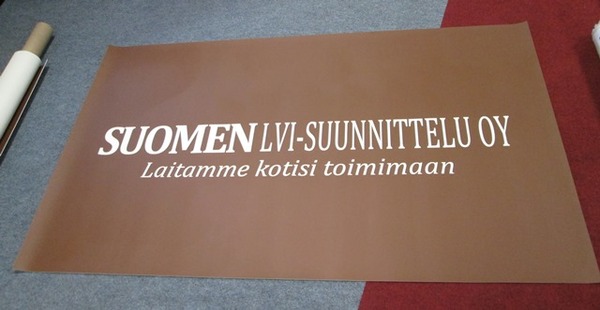 SUOMEN LVI-SUUNNITTELU OY
Laitamme kotisi toimimaan